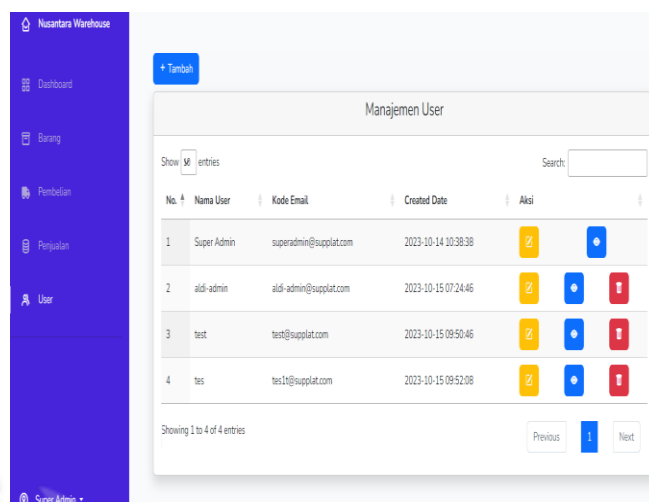 Nusantara Warehouse
Dashboard
Barang
Pembelian
Penjualan
User
Super Admin
+ Tambah
Manajemen User
Show 10 entries
Search:
No. Nama User Kode Email Created Date Aksi
1 Super Admin superadmin@supplat.com 2023-10-14 10:38:38
2 aldi-admin aldi-admin@supplat.com 2023-10-15 07:24:46
3 test test@supplat.com 2023-10-15 09:50:46
4 tes tes1t@supplat.com 2023-10-15 09:52:08
Showing 1 to 4 of 4 entries
Previous 1 Next